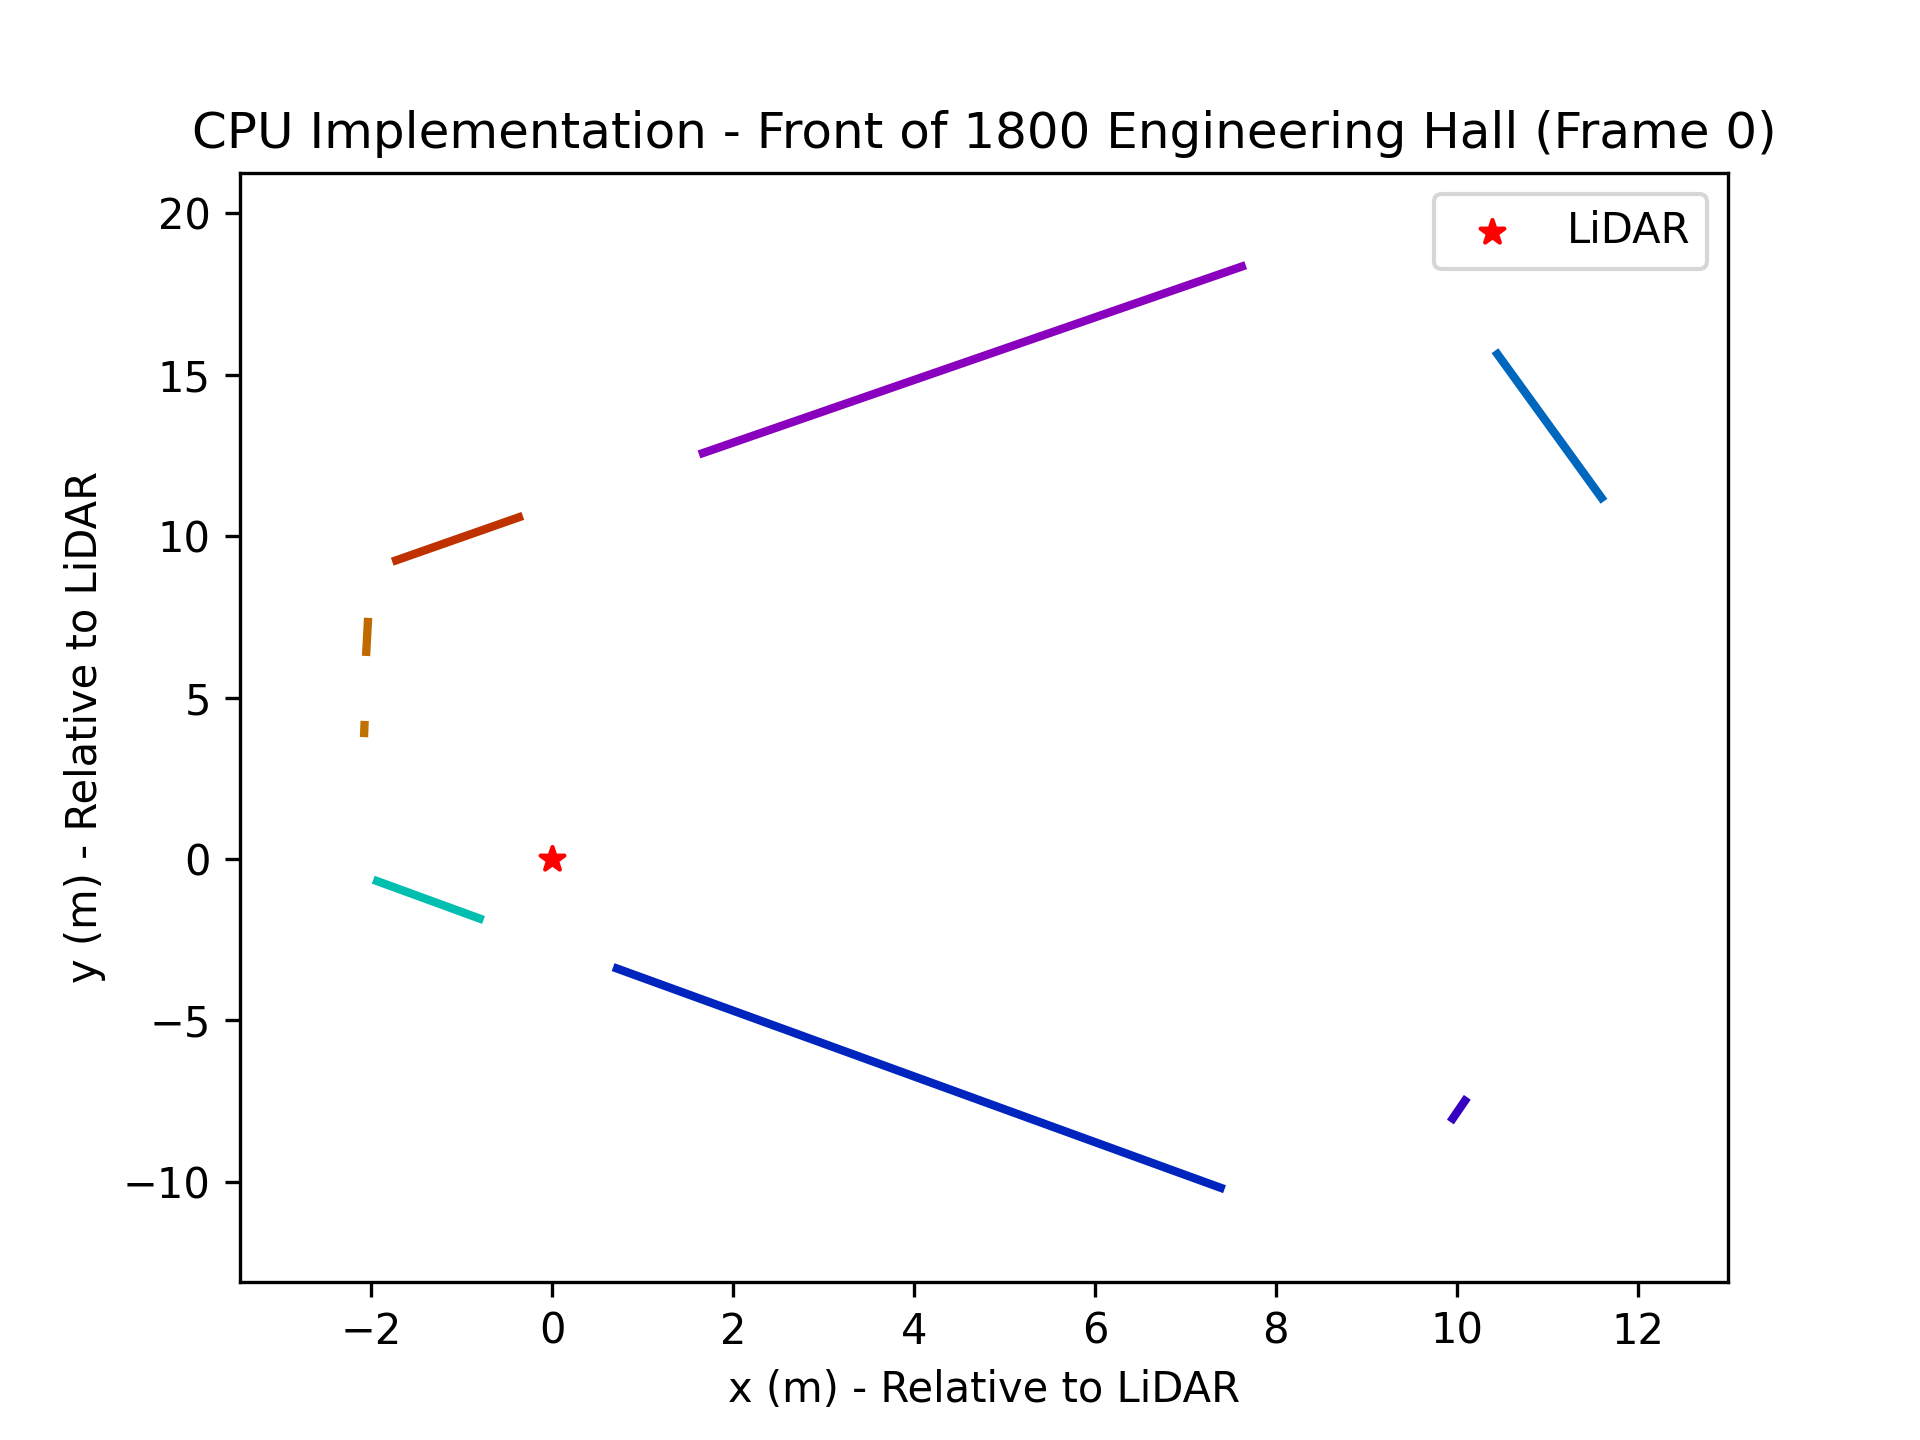 CPU Implementation - Front of 1800 Engineering Hall (Frame 0)
LiDAR
20
15
10
5
0
−5
−10
y (m) - Relative to LiDAR
−2 0 2 4 6 8 10 12
x (m) - Relative to LiDAR